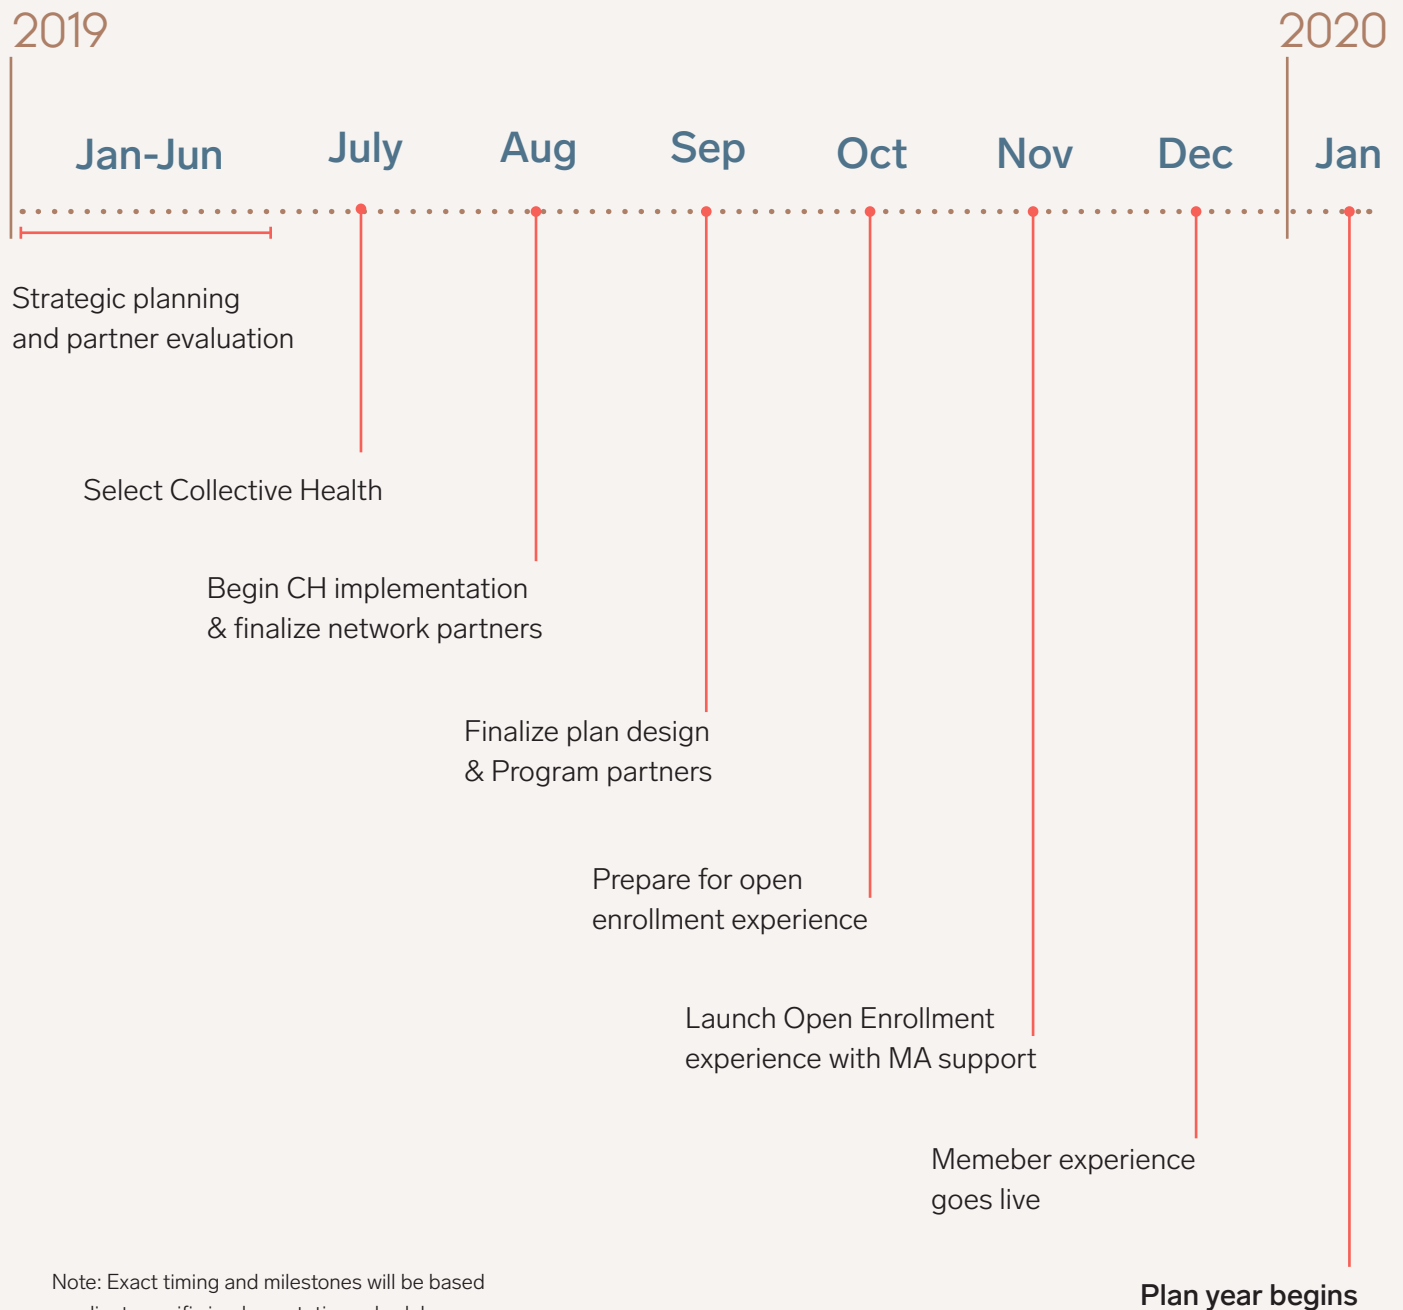 2019
2020
Jan-Jun
July
Aug
Sep
Oct
Nov
Dec
Jan
Strategic planning
and partner evaluation
Select Collective Health
Begin CH implementation
& finalize network partners
Finalize plan design
& Program partners
Prepare for open
enrollment experience
Launch Open Enrollment
experience with MA support
Memeber experience
goes live
Note: Exact timing and milestones will be based
Plan year begins